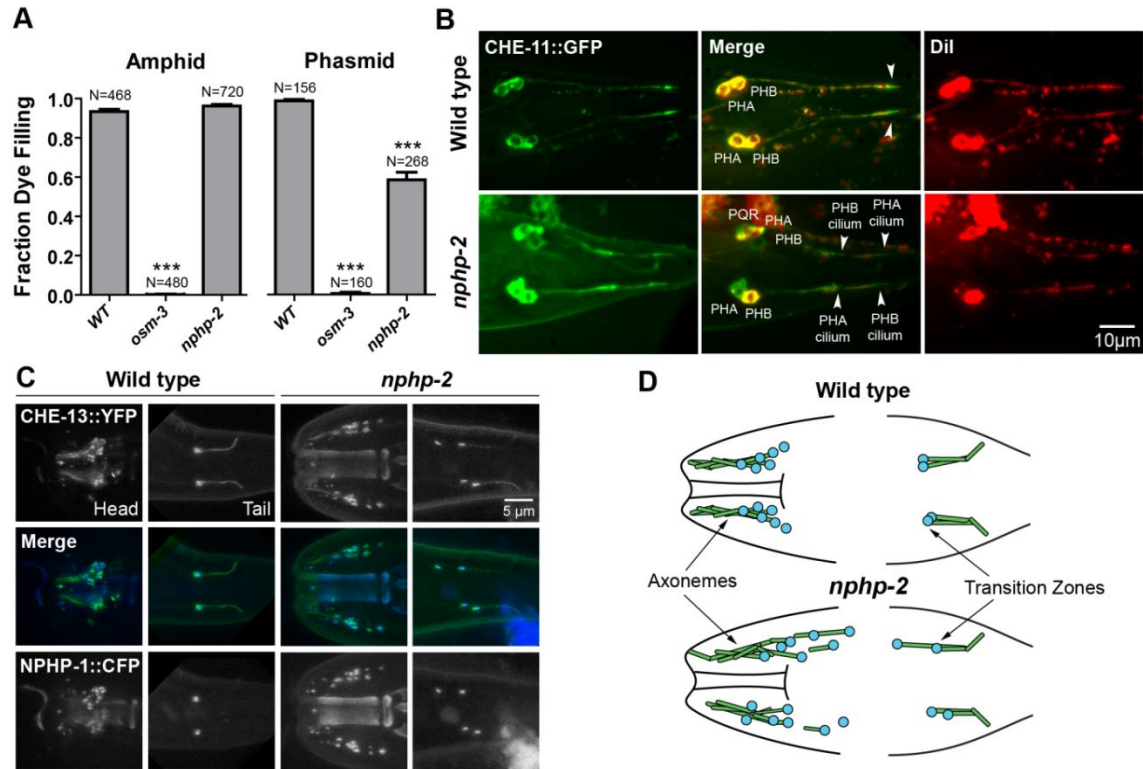 A
Amphid
Phasmid
Fraction Dye Filling
1.0
0.8
0.6
0.4
0.2
0.0
N=468
***
N=480
N=720
N=156
***
N=160
***
N=268
WT
osm-3
nphp-2
WT
osm-3
nphp-2
B
CHE-11::GFP
Merge
DiI
Wild type
PHB
PHA
PHA
PHB
nphp-2
PQR
PHA
PHB
PHB cilium
PHA cilium
PHA
PHB
PHA cilium
PHB cilium
10µm
C
Wild type
nphp-2
CHE-13::YFP
Head
Tail
5 µm
Merge
NPHP-1::CFP
D
Wild type
Axonemes
Transition Zones
nphp-2